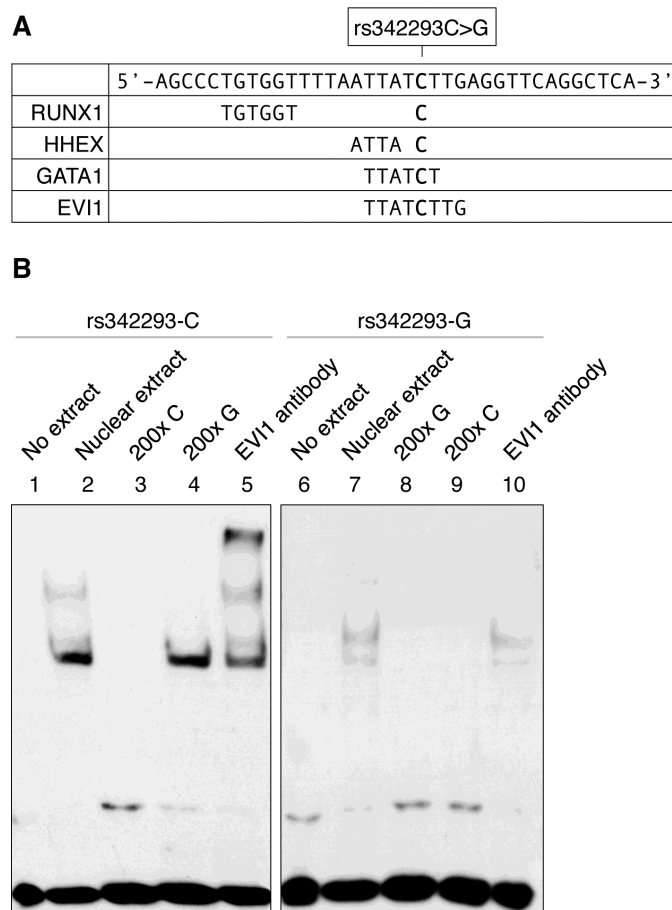 A
rs342293C>G
5'-AGCCCTGTGGTTTTAATTATCTTGAGGTTCAGGCTCA-3'
RUNX1 TGTGGT C
HHEX ATTA C
GATA1 TTATCT
EVI1 TTATCTTG
B
rs342293-C rs342293-G
No extract Nuclear extract 200x C 200x G EVI1 antibody No extract Nuclear extract 200x G 200x C EVI1 antibody
1 2 3 4 5 6 7 8 9 10